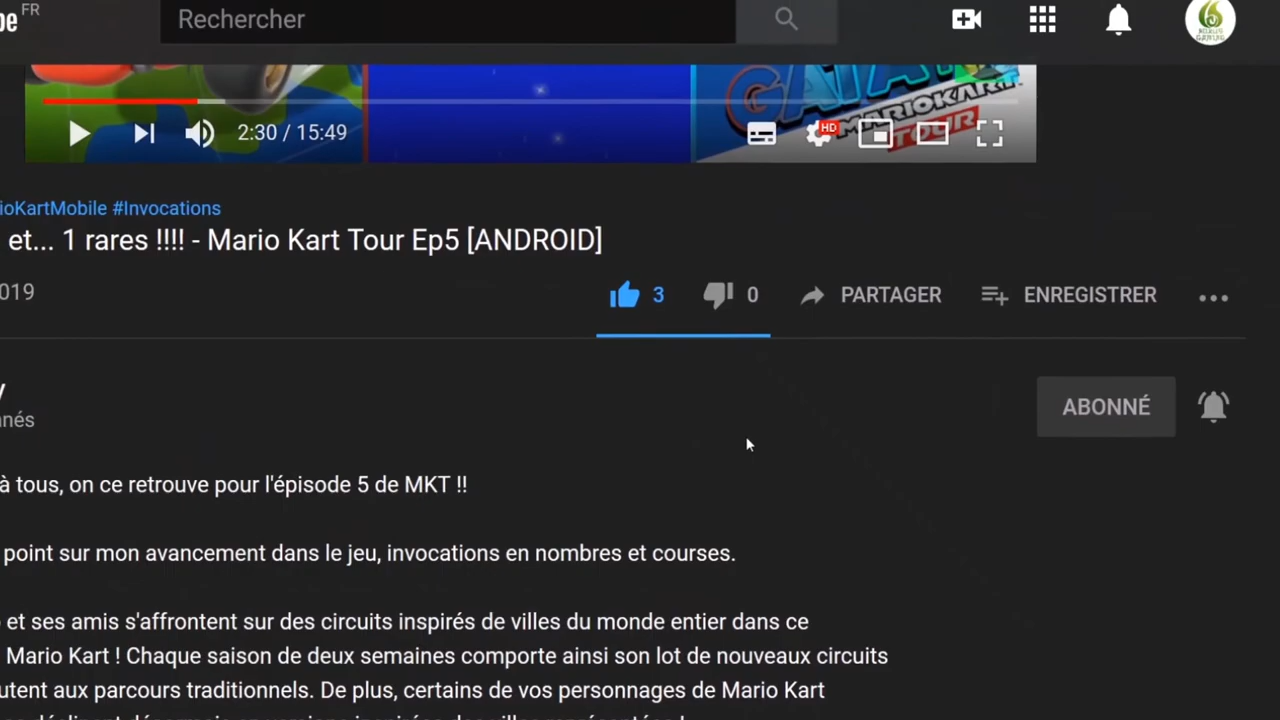 be FR
Rechercher
GATAI
MARIOKART
TOUR
2:30 / 15:49
HD
ioKartMobile #Invocations
et... 1 rares !!!! - Mario Kart Tour Ep5 [ANDROID]
019
3
0
PARTAGER
ENREGISTRER
nés
ABONNÉ
à tous, on ce retrouve pour l'épisode 5 de MKT !!
point sur mon avancement dans le jeu, invocations en nombres et courses.
et ses amis s'affrontent sur des circuits inspirés de villes du monde entier dans ce
Mario Kart ! Chaque saison de deux semaines comporte ainsi son lot de nouveaux circuits
utent aux parcours traditionnels. De plus, certains de vos personnages de Mario Kart